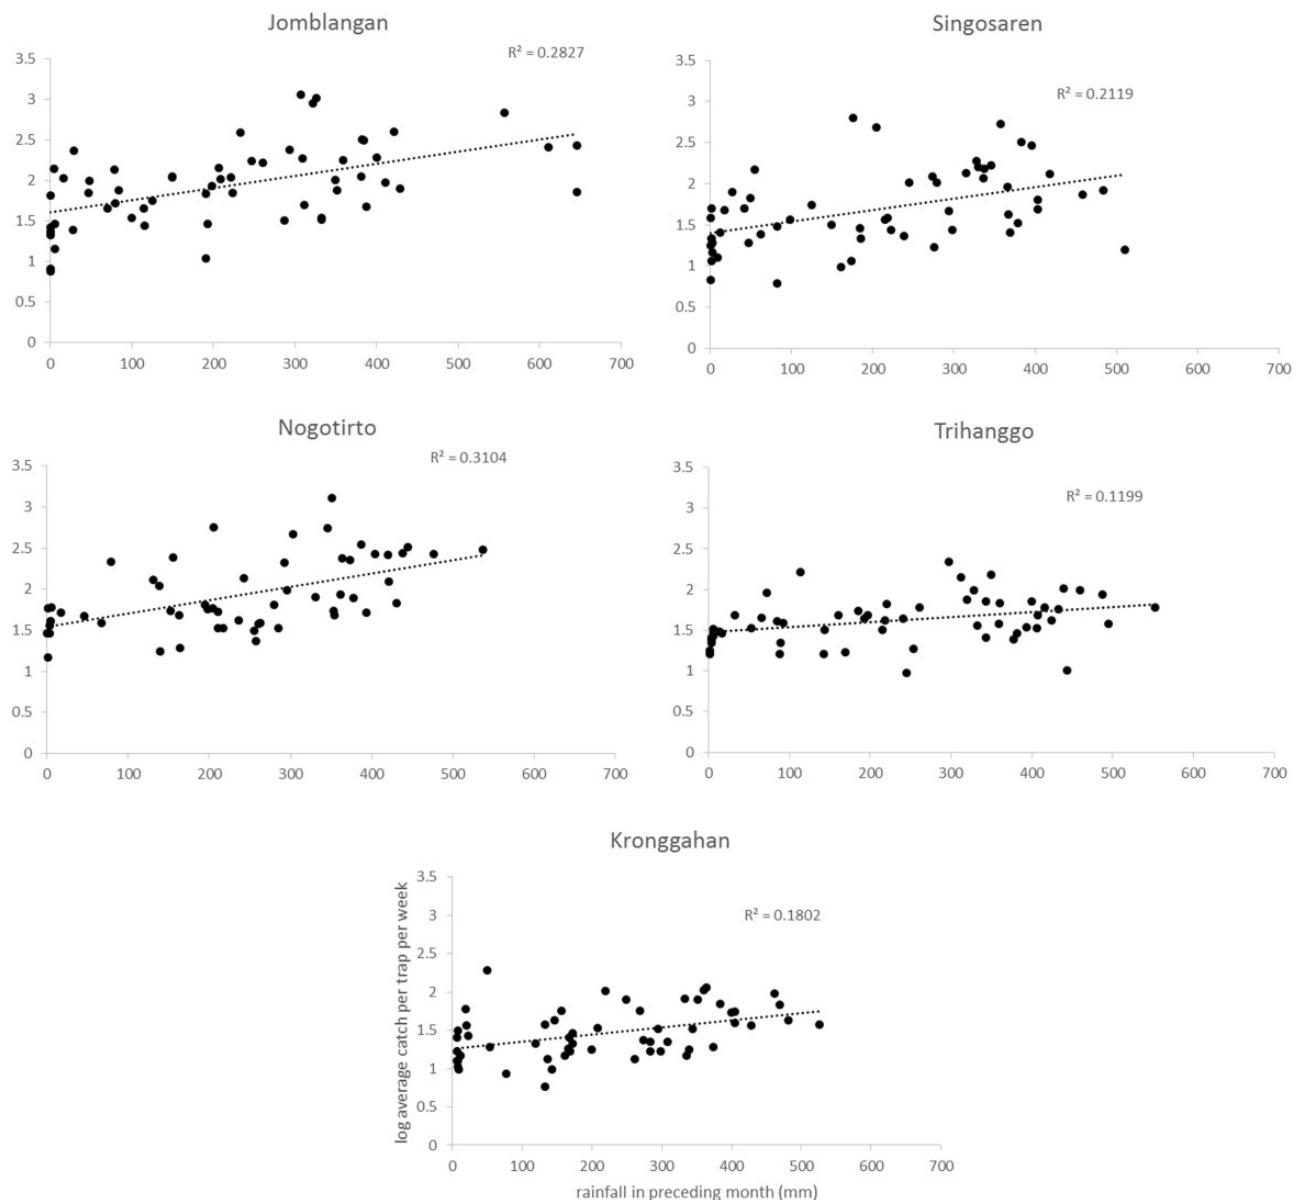 Jomblangan
R² = 0.2827
3.5
3
2.5
2
1.5
1
0.5
0
0 100 200 300 400 500 600 700
Singosaren
R² = 0.2119
3.5
3
2.5
2
1.5
1
0.5
0
0 100 200 300 400 500 600 700
Nogotirto
R² = 0.3104
3.5
3
2.5
2
1.5
1
0.5
0
0 100 200 300 400 500 600 700
Trihanggo
R² = 0.1199
3.5
3
2.5
2
1.5
1
0.5
0
0 100 200 300 400 500 600 700
Kronggahan
R² = 0.1802
log average catch per trap per week
3.5
3
2.5
2
1.5
1
0.5
0
0 100 200 300 400 500 600 700
rainfall in preceding month (mm)